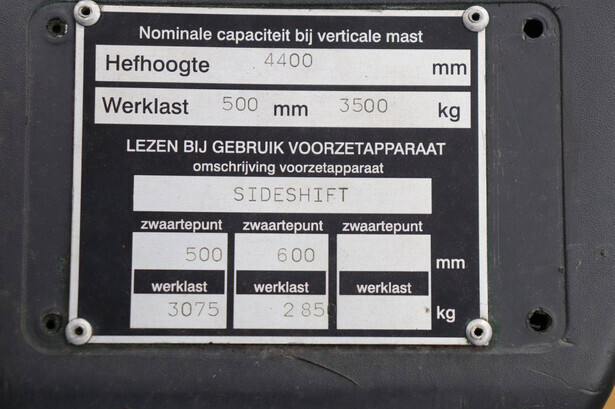 Nominale capaciteit bij verticale mast
Hefhoogte 4400 mm
Werklast 500 mm 3500 kg
LEZEN BIJ GEBRUIK VOORZETAPPARAAT
omschrijving voorzetapparaat
SIDESHIFT
zwaartepunt zwaartepunt zwaartepunt
500 600 mm
werklast werklast werklast
3075 2850 kg